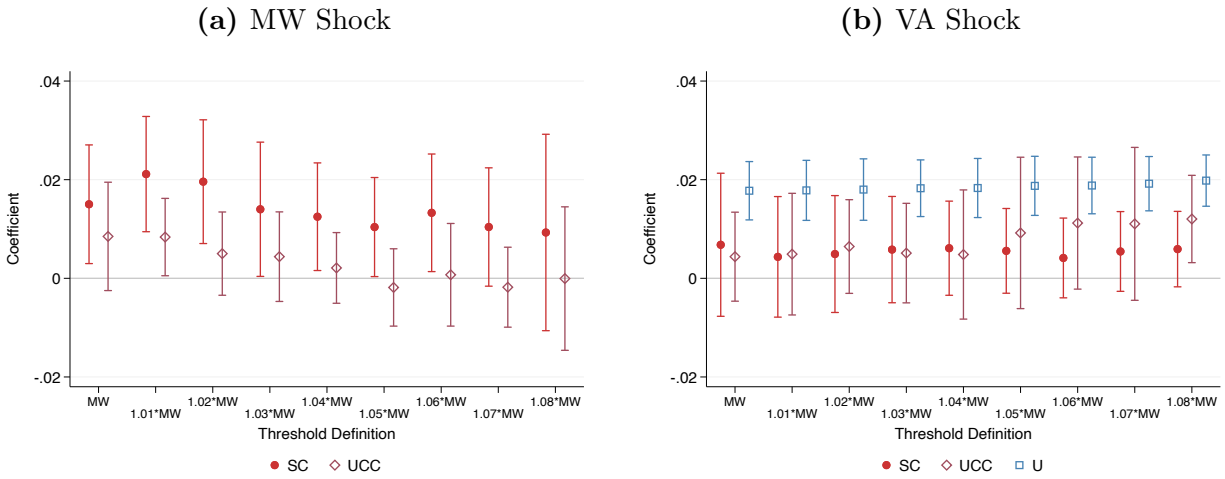 (a) MW Shock
.04
.02
0
-.02
Coefficient
MW
1.01*MW
1.02*MW
1.03*MW
1.04*MW
1.05*MW
1.06*MW
1.07*MW
1.08*MW
Threshold Definition
SC UCC
(b) VA Shock
.04
.02
0
-.02
Coefficient
MW
1.01*MW
1.02*MW
1.03*MW
1.04*MW
1.05*MW
1.06*MW
1.07*MW
1.08*MW
Threshold Definition
SC UCC U